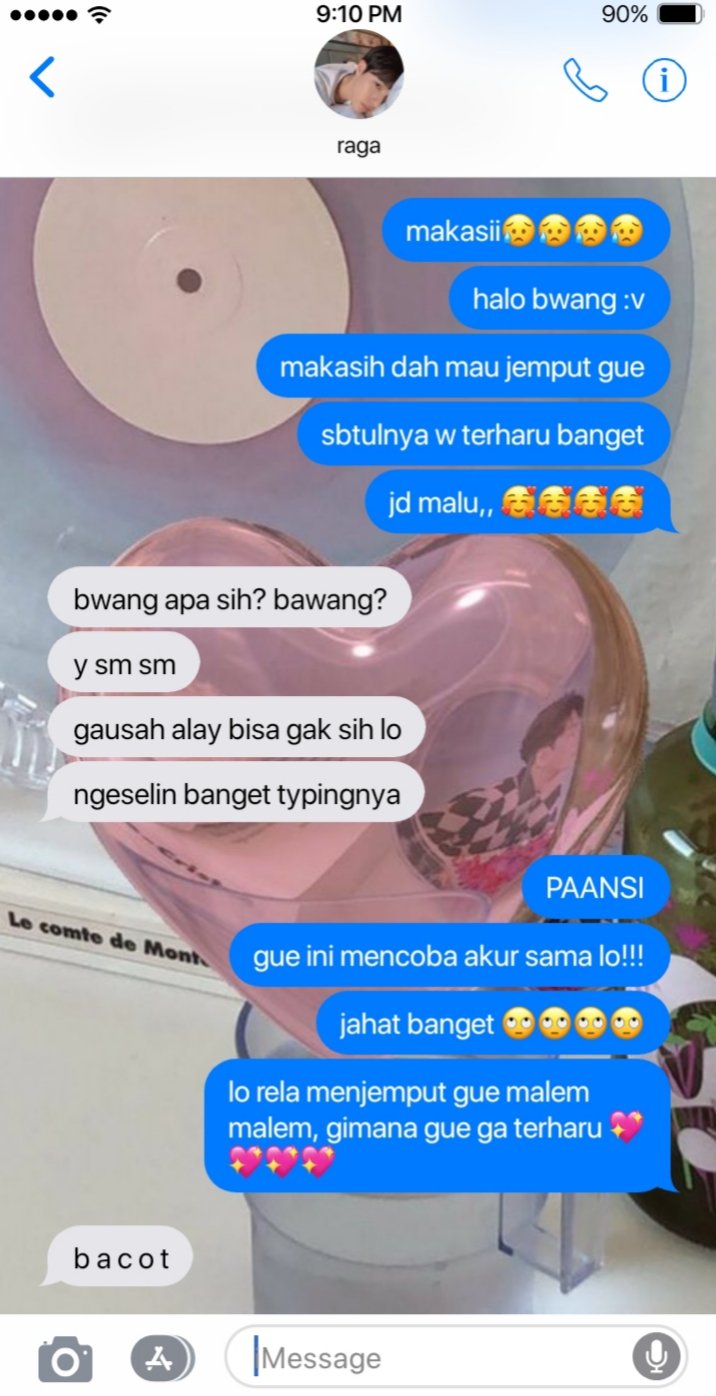 9:10 PM
90%
raga
makasii😥😥😥😥
halo bwang :v
makasih dah mau jemput gue
sbtulnya w terharu banget
jd malu,, 🥰🥰🥰🥰
bwang apa sih? bawang?
y sm sm
gausah alay bisa gak sih lo
ngeselin banget typingnya
PAANSI
Le comte de Monte
gue ini mencoba akur sama lo!!!
jahat banget 🙄🙄🙄🙄
lo rela menjemput gue malem
malem, gimana gue ga terharu 💖
💖💖💖
b a c o t
Message